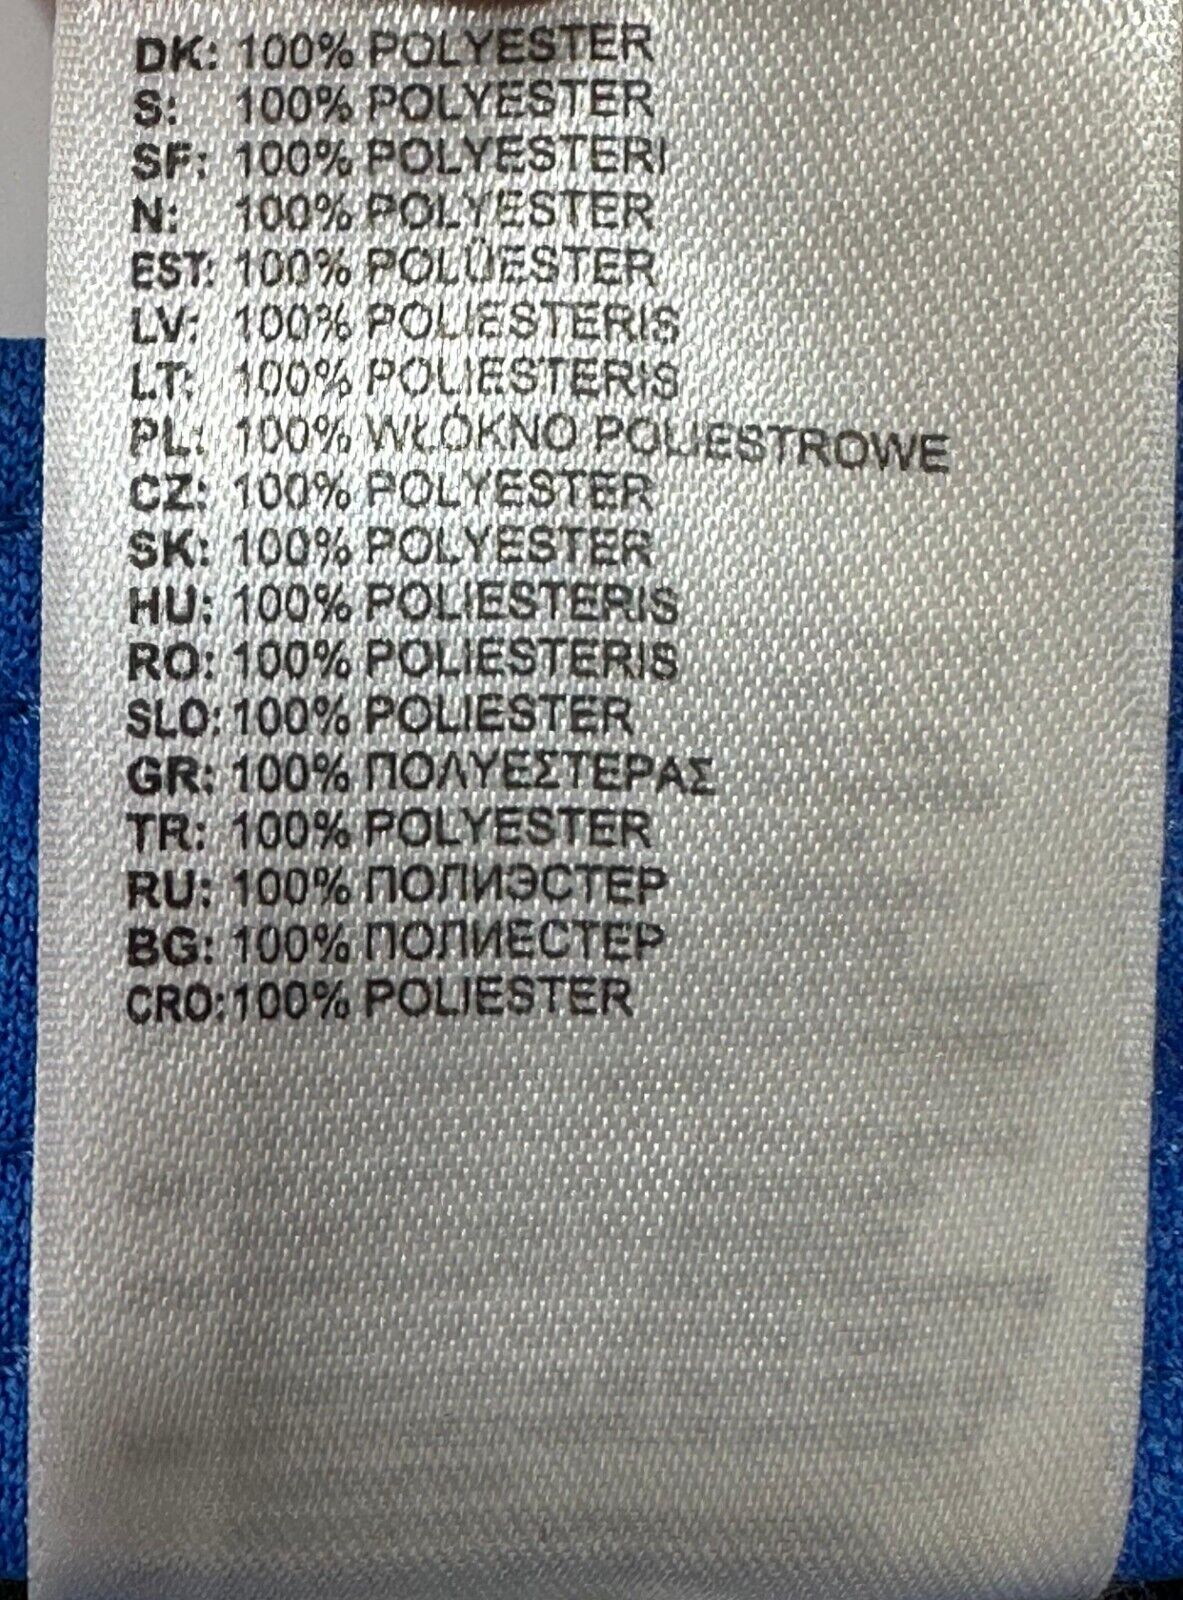 DK: 100% POLYESTER
S: 100% POLYESTER
SF: 100% POLYESTERI
N: 100% POLYESTER
EST: 100% POLÜESTER
LV: 100% POLIESTERIS
LT: 100% POLIESTERIS
PL: 100% WŁÓKNO POLIESTROWE
CZ: 100% POLYESTER
SK: 100% POLYESTER
HU: 100% POLIESTERIS
RO: 100% POLIESTERIS
SLO: 100% POLIESTER
GR: 100% ΠΟΛΥΕΣΤΕΡΑΣ
TR: 100% POLYESTER
RU: 100% ПОЛИЭСТЕР
BG: 100% ПОЛИЕСТЕР
CRO: 100% POLIESTER